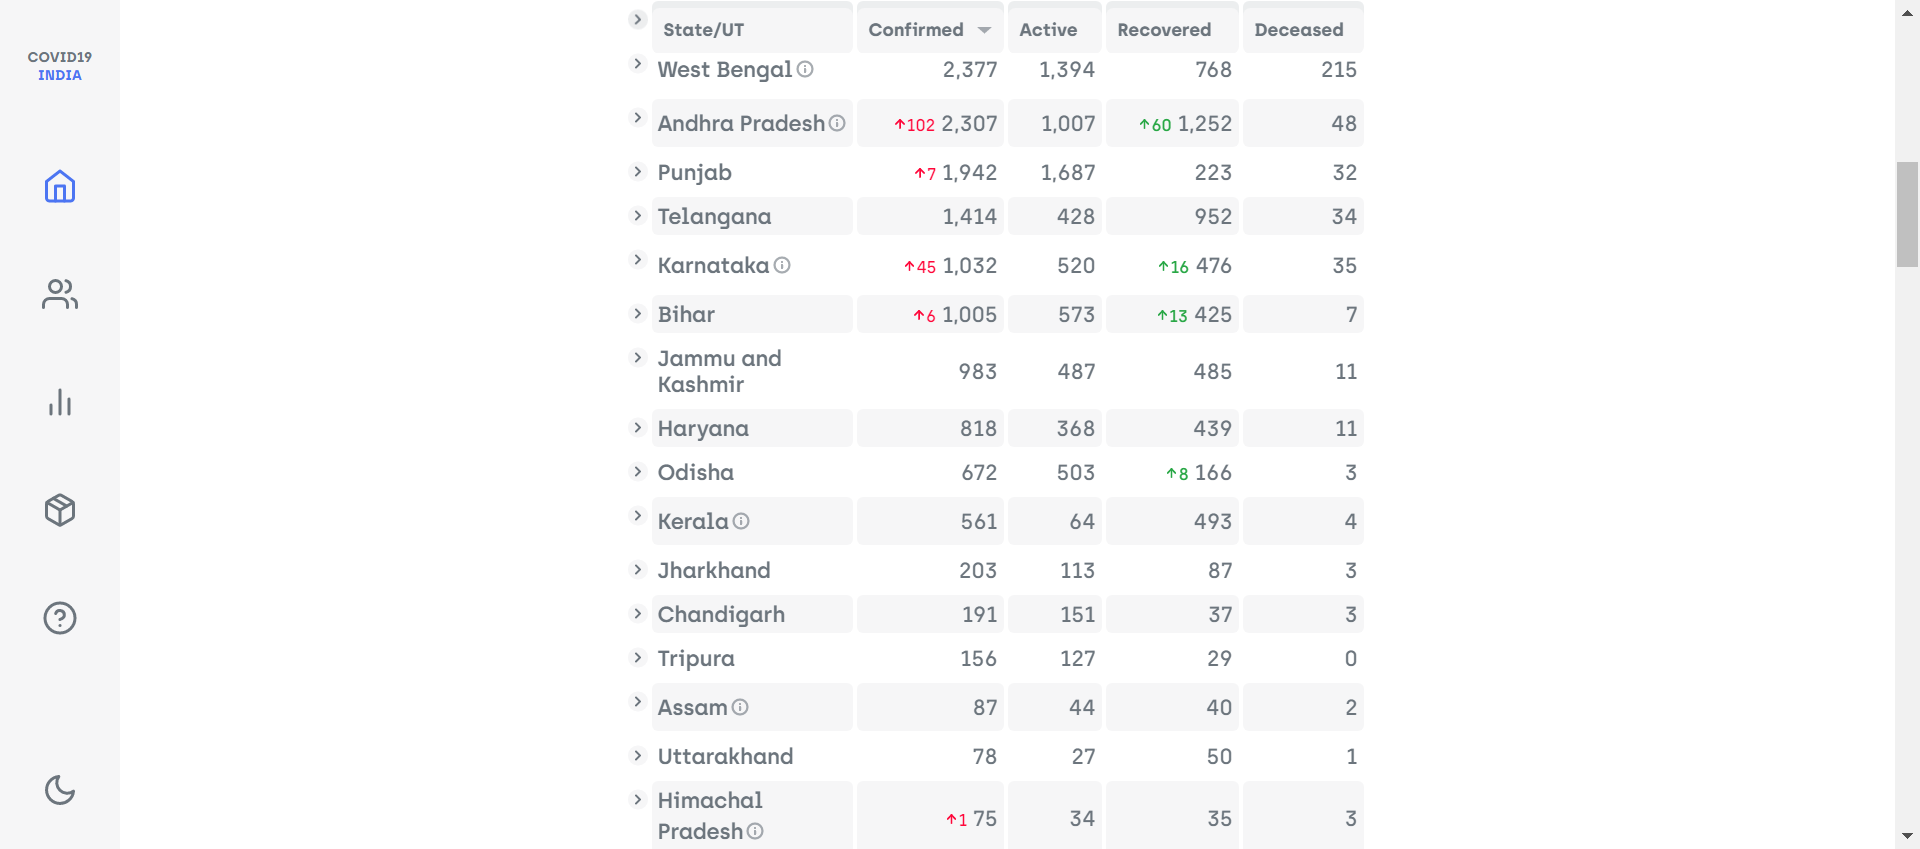 COVID19
INDIA
State/UT Confirmed Active Recovered Deceased
West Bengal 2,377 1,394 768 215
Andhra Pradesh ↑102 2,307 1,007 ↑60 1,252 48
Punjab ↑7 1,942 1,687 223 32
Telangana 1,414 428 952 34
Karnataka ↑45 1,032 520 ↑16 476 35
Bihar ↑6 1,005 573 ↑13 425 7
Jammu and
Kashmir 983 487 485 11
Haryana 818 368 439 11
Odisha 672 503 ↑8 166 3
Kerala 561 64 493 4
Jharkhand 203 113 87 3
Chandigarh 191 151 37 3
Tripura 156 127 29 0
Assam 87 44 40 2
Uttarakhand 78 27 50 1
Himachal
Pradesh ↑1 75 34 35 3